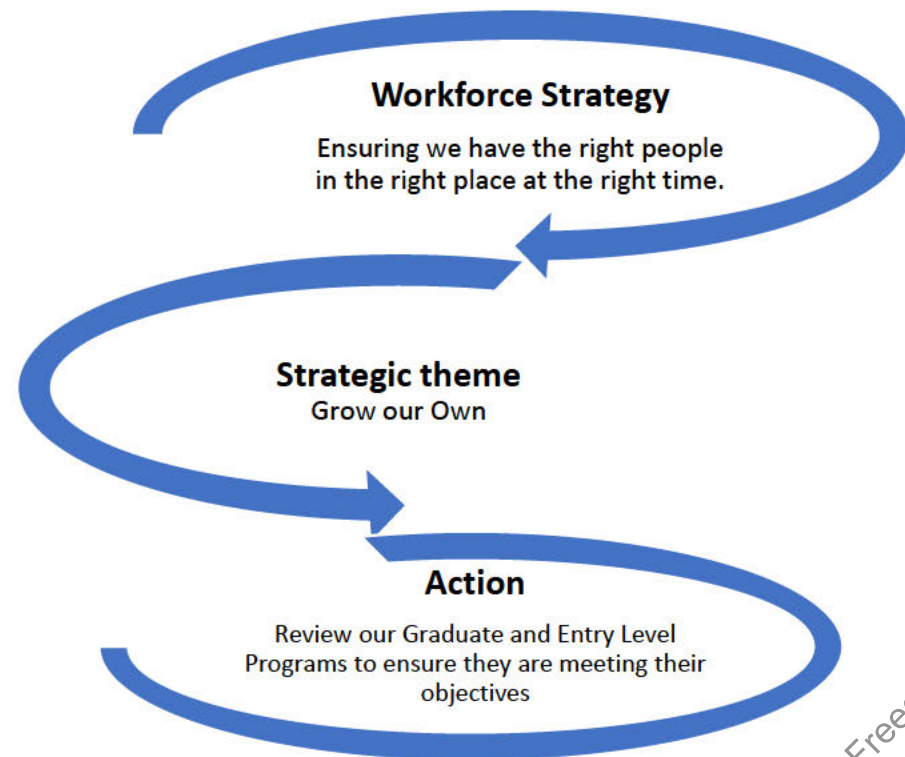 Workforce Strategy
Ensuring we have the right people
in the right place at the right time.
Strategic theme
Grow our Own
Action
Review our Graduate and Entry Level
Programs to ensure they are meeting their
objectives